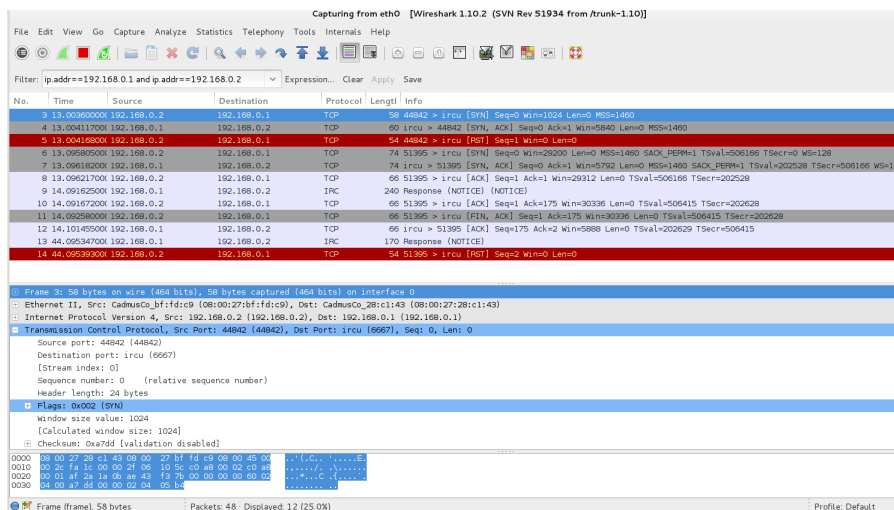 Capturing from eth0 [Wireshark 1.10.2 (SVN Rev 51934 from /trunk-1.10)]
File Edit View Go Capture Analyze Statistics Telephony Tools Internals Help
Filter: ip.addr==192.168.0.1 and ip.addr==192.168.0.2 Expression... Clear Apply Save
No. Time Source Destination Protocol Lengtl Info
3 13.00360000( 192.168.0.2 192.168.0.1 TCP 58 44842 > ircu [SYN] Seq=0 Win=1024 Len=0 MSS=1460
4 13.00411700( 192.168.0.1 192.168.0.2 TCP 60 ircu > 44842 [SYN, ACK] Seq=0 Ack=1 Win=5840 Len=0 MSS=1460
5 13.00416800( 192.168.0.2 192.168.0.1 TCP 54 44842 > ircu [RST] Seq=1 Win=0 Len=0
6 13.09580500( 192.168.0.2 192.168.0.1 TCP 74 51395 > ircu [SYN] Seq=0 Win=29200 Len=0 MSS=1460 SACK_PERM=1 TSval=506166 TSecr=0 WS=128
7 13.09618200( 192.168.0.1 192.168.0.2 TCP 74 ircu > 51395 [SYN, ACK] Seq=0 Ack=1 Win=5792 Len=0 MSS=1460 SACK_PERM=1 TSval=202528 TSecr=506166 WS=1
8 13.09621700( 192.168.0.2 192.168.0.1 TCP 66 51395 > ircu [ACK] Seq=1 Ack=1 Win=29312 Len=0 TSval=506166 TSecr=202528
9 14.09162500( 192.168.0.1 192.168.0.2 IRC 240 Response (NOTICE) (NOTICE)
10 14.09167200( 192.168.0.2 192.168.0.1 TCP 66 51395 > ircu [ACK] Seq=1 Ack=175 Win=30336 Len=0 TSval=506415 TSecr=202628
11 14.09258000( 192.168.0.2 192.168.0.1 TCP 66 51395 > ircu [FIN, ACK] Seq=1 Ack=175 Win=30336 Len=0 TSval=506415 TSecr=202628
12 14.10145500( 192.168.0.1 192.168.0.2 TCP 66 ircu > 51395 [ACK] Seq=175 Ack=2 Win=5888 Len=0 TSval=202629 TSecr=506415
13 44.09534700( 192.168.0.1 192.168.0.2 IRC 170 Response (NOTICE)
14 44.09539300( 192.168.0.2 192.168.0.1 TCP 54 51395 > ircu [RST] Seq=2 Win=0 Len=0
Frame 3: 58 bytes on wire (464 bits), 58 bytes captured (464 bits) on interface 0
Ethernet II, Src: CadmusCo_bf:fd:c9 (08:00:27:bf:fd:c9), Dst: CadmusCo_28:c1:43 (08:00:27:28:c1:43)
Internet Protocol Version 4, Src: 192.168.0.2 (192.168.0.2), Dst: 192.168.0.1 (192.168.0.1)
Transmission Control Protocol, Src Port: 44842 (44842), Dst Port: ircu (6667), Seq: 0, Len: 0
Source port: 44842 (44842)
Destination port: ircu (6667)
[Stream index: 0]
Sequence number: 0 (relative sequence number)
Header length: 24 bytes
Flags: 0x002 (SYN)
Window size value: 1024
[Calculated window size: 1024]
Checksum: 0xa7dd [validation disabled]
0000 08 00 27 28 c1 43 08 00 27 bf fd c9 08 00 45 00 ..'(.C.. '.....E.
0010 00 2c fa 1c 00 00 2f 06 10 5c c0 a8 00 02 c0 a8 .,..../. .\......
0020 00 01 af 2a 1a 0b ae 43 f3 7b 00 00 00 00 60 02 ...*...C .{....`.
0030 04 00 a7 dd 00 00 02 04 05 b4 ........ ..
Frame (frame), 58 bytes Packets: 48 · Displayed: 12 (25.0%) Profile: Default